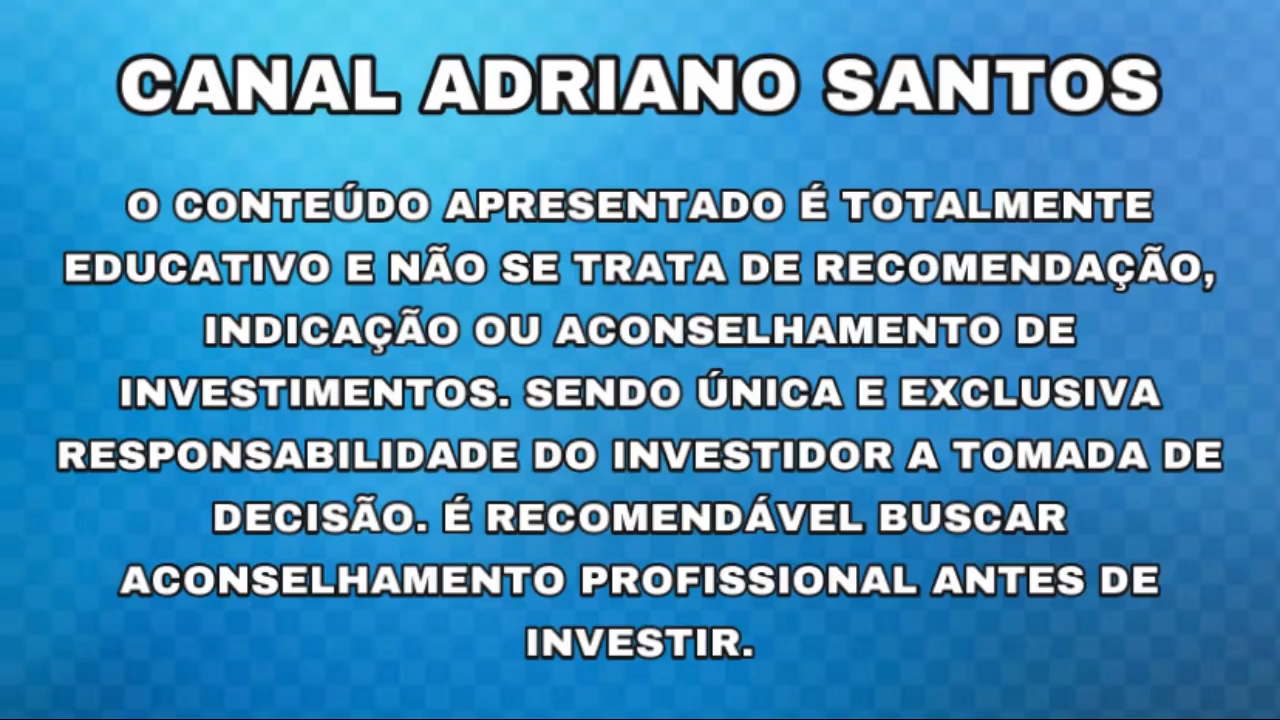 CANAL ADRIANO SANTOS
O CONTEÚDO APRESENTADO É TOTALMENTE
EDUCATIVO E NÃO SE TRATA DE RECOMENDAÇÃO,
INDICAÇÃO OU ACONSELHAMENTO DE
INVESTIMENTOS. SENDO ÚNICA E EXCLUSIVA
RESPONSABILIDADE DO INVESTIDOR A TOMADA DE
DECISÃO. É RECOMENDÁVEL BUSCAR
ACONSELHAMENTO PROFISSIONAL ANTES DE
INVESTIR.